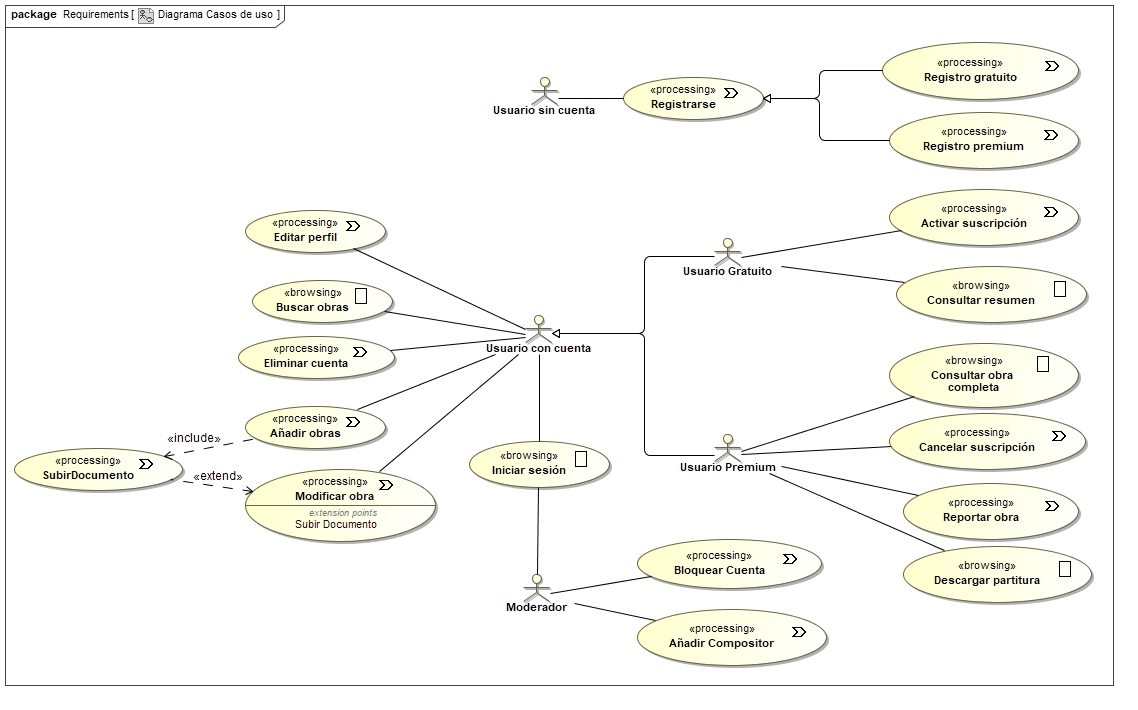 package Requirements [ Diagrama Casos de uso ]
«processing»
Registro gratuito
Usuario sin cuenta
«processing»
Registrarse
«processing»
Registro premium
«processing»
Editar perfil
«browsing»
Buscar obras
«processing»
Eliminar cuenta
«processing»
Añadir obras
«include»
«processing»
SubirDocumento
«extend»
«processing»
Modificar obra
extension points
Subir Documento
Usuario con cuenta
«browsing»
Iniciar sesión
Moderador
«processing»
Bloquear Cuenta
«processing»
Añadir Compositor
Usuario Gratuito
«processing»
Activar suscripción
«browsing»
Consultar resumen
Usuario Premium
«browsing»
Consultar obra
completa
«processing»
Cancelar suscripción
«processing»
Reportar obra
«browsing»
Descargar partitura